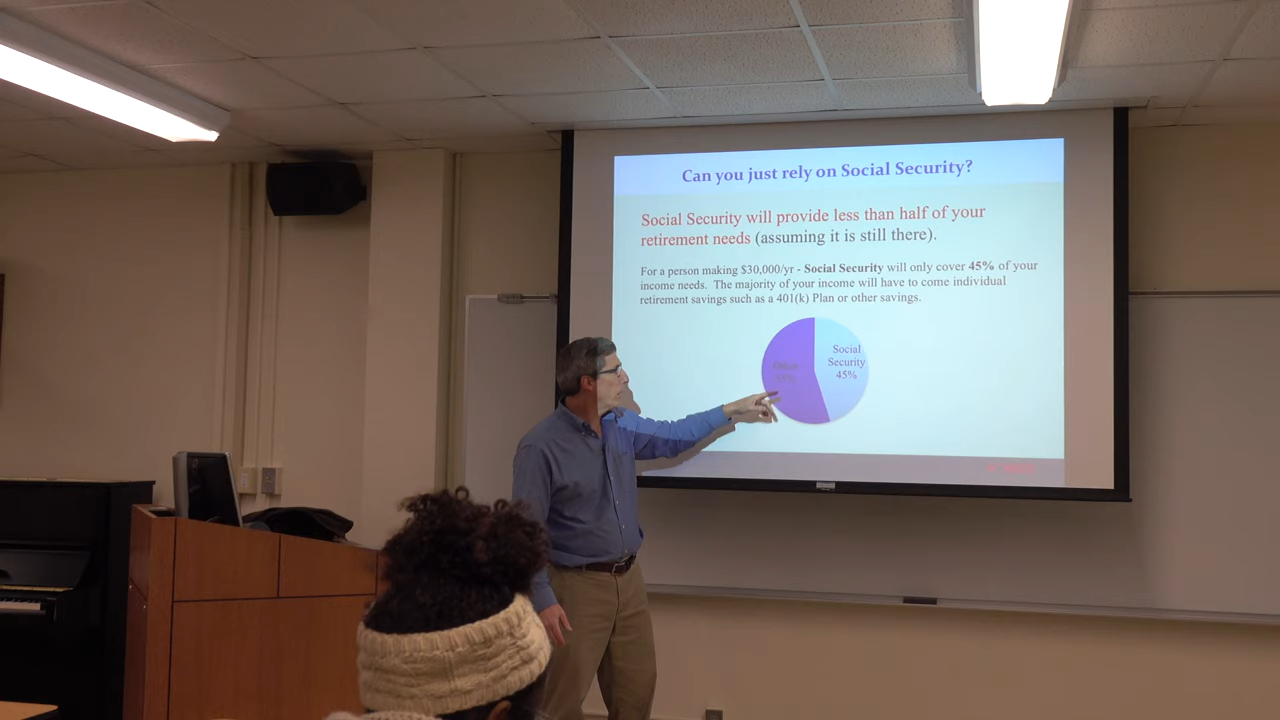 Can you just rely on Social Security?
Social Security will provide less than half of your
retirement needs (assuming it is still there).
For a person making $30,000/yr - Social Security will only cover 45% of your
income needs. The majority of your income will have to come individual
retirement savings such as a 401(k) Plan or other savings.
Social
Security
45%
Other
55%